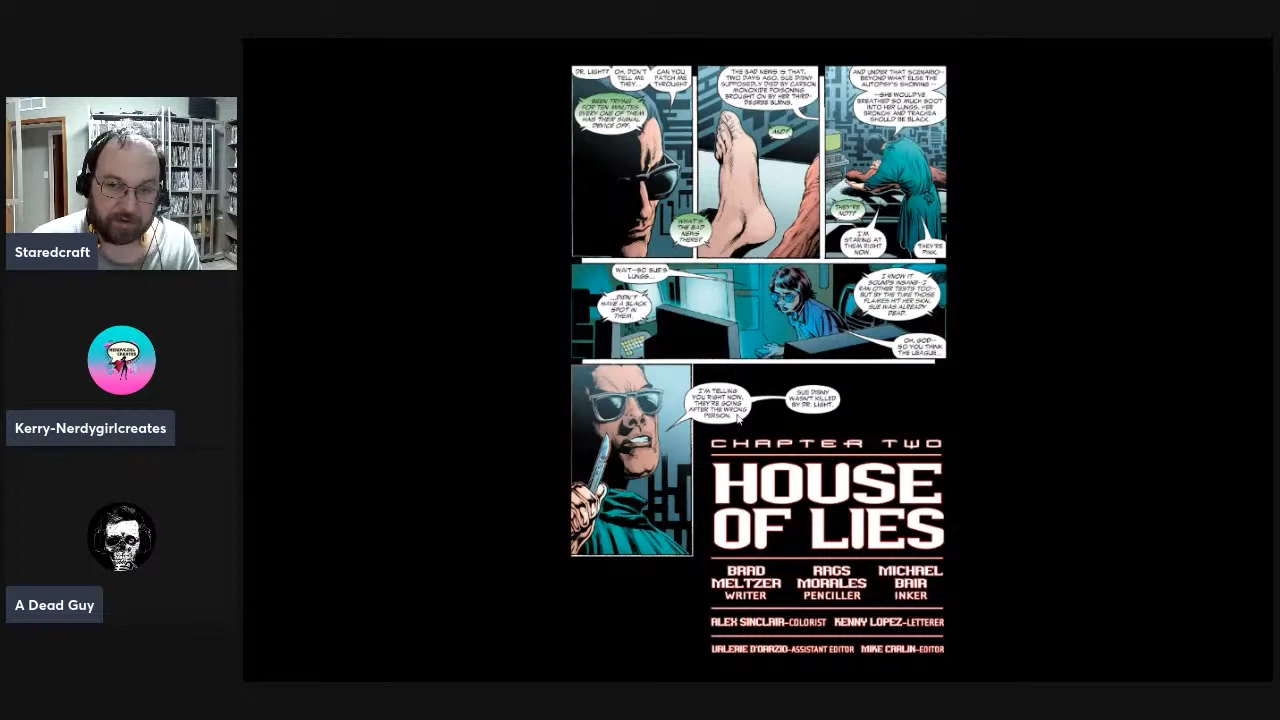 Staredcraft
NERDYGIRL
CREATES
Kerry-Nerdygirlcreates
A Dead Guy
DR. LIGHT?
OH, DON'T
TELL ME
THEY...
CAN YOU
PATCH ME
THROUGH?
BEEN TRYING
FOR TEN MINUTES.
EVERY ONE OF THEM
HAS THEIR SIGNAL
DEVICE OFF.
WHAT'S
THE BAD
NEWS
THERE?
THE BAD NEWS IS THAT,
TWO DAYS AGO, SUE DIBNY
SUPPOSEDLY DIED BY CARBON
MONOXIDE POISONING
BROUGHT ON BY HER THIRD-
DEGREE BURNS.
AND?
AND UNDER THAT SCENARIO--
BEYOND WHAT ELSE THE
AUTOPSY'S SHOWING --
--SHE WOULD'VE
BREATHED SO MUCH SOOT
INTO HER LUNGS, HER
BRONCHI AND TRACHEA
SHOULD BE BLACK.
THEY'RE
NOT?
I'M
STARING AT
THEM RIGHT
NOW.
THEY'RE
PINK.
WAIT--SO SUE'S
LUNGS...
...DIDN'T
HAVE A BLACK
SPOT IN
THEM.
I KNOW IT
SOUNDS INSANE--I
RAN OTHER TESTS TOO--
BUT BY THE TIME THOSE
FLAMES HIT HER SKIN,
SUE WAS ALREADY
DEAD.
OH, GOD--
SO YOU THINK
THE LEAGUE...
I'M TELLING
YOU RIGHT NOW,
THEY'RE GOING
AFTER THE WRONG
PERSON.
SUE DIBNY
WASN'T KILLED
BY DR. LIGHT.
CHAPTER TWO
HOUSE
OF LIES
BRAD
MELTZER
WRITER
RAGS
MORALES
PENCILLER
MICHAEL
BAIR
INKER
ALEX SINCLAIR-COLORIST KENNY LOPEZ-LETTERER
VALERIE D'ORAZIO-ASSISTANT EDITOR MIKE CARLIN-EDITOR